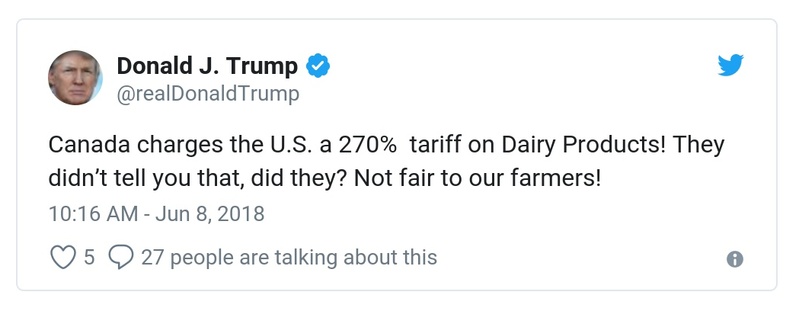 Donald J. Trump
@realDonaldTrump
Canada charges the U.S. a 270%  tariff on Dairy Products! They
didn’t tell you that, did they? Not fair to our farmers!
10:16 AM - Jun 8, 2018
5 27 people are talking about this